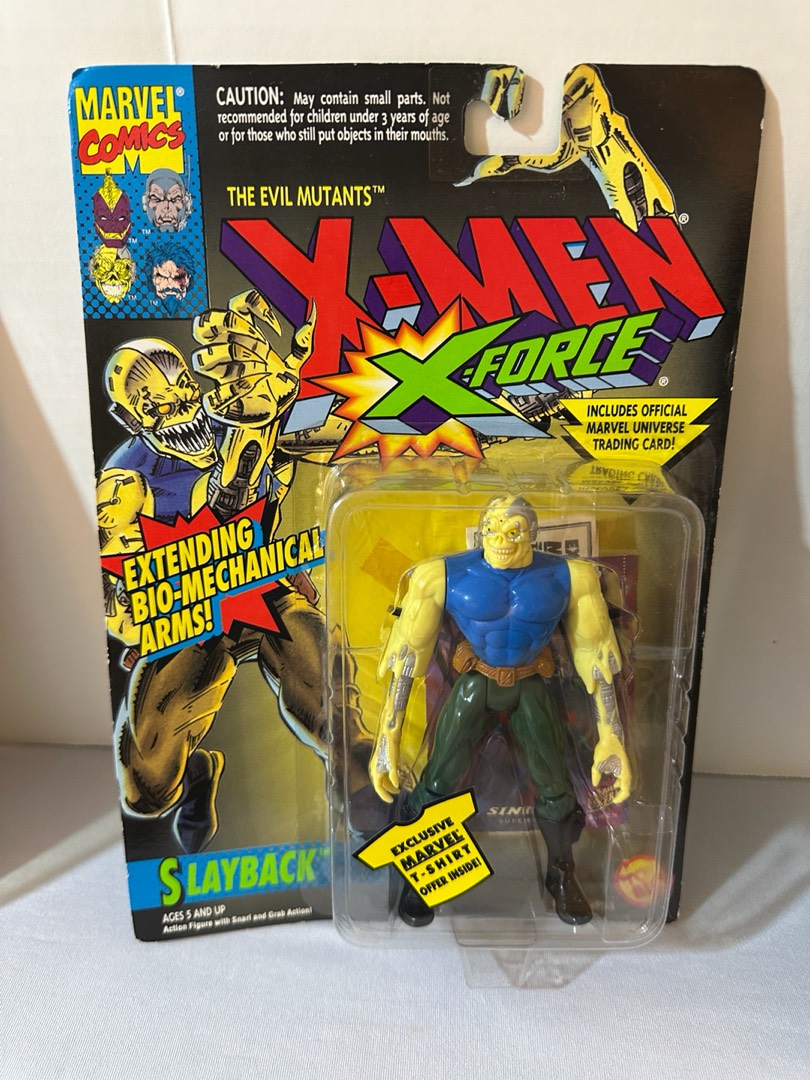 MARVEL®
COMICS
CAUTION: May contain small parts. Not
recommended for children under 3 years of age
or for those who still put objects in their mouths.
THE EVIL MUTANTS™
X-MEN®
X-FORCE®
INCLUDES OFFICIAL
MARVEL UNIVERSE
TRADING CARD!
EXTENDING
BIO-MECHANICAL
ARMS!
EXCLUSIVE
MARVEL
T-SHIRT
OFFER INSIDE!
SLAYBACK™
AGES 5 AND UP
Action Figure with Snarl and Grab Action!